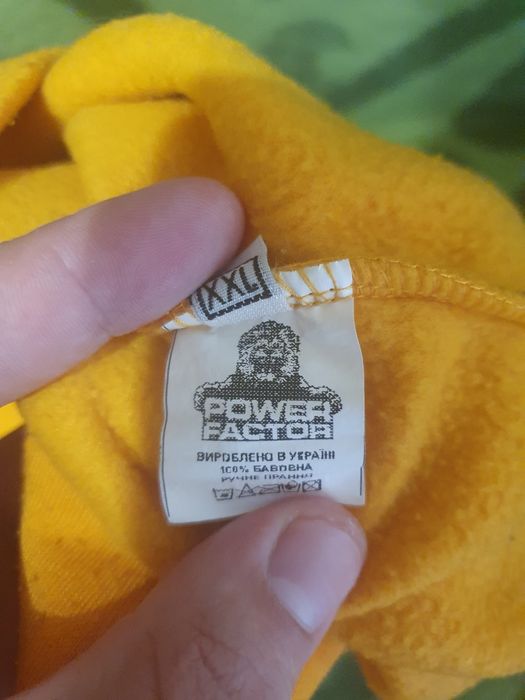 XXL
POWER
FACTOR
ВИРОБЛЕНО В УКРАЇНІ
100% БАВОВНА
РУЧНЕ ПРАННЯ